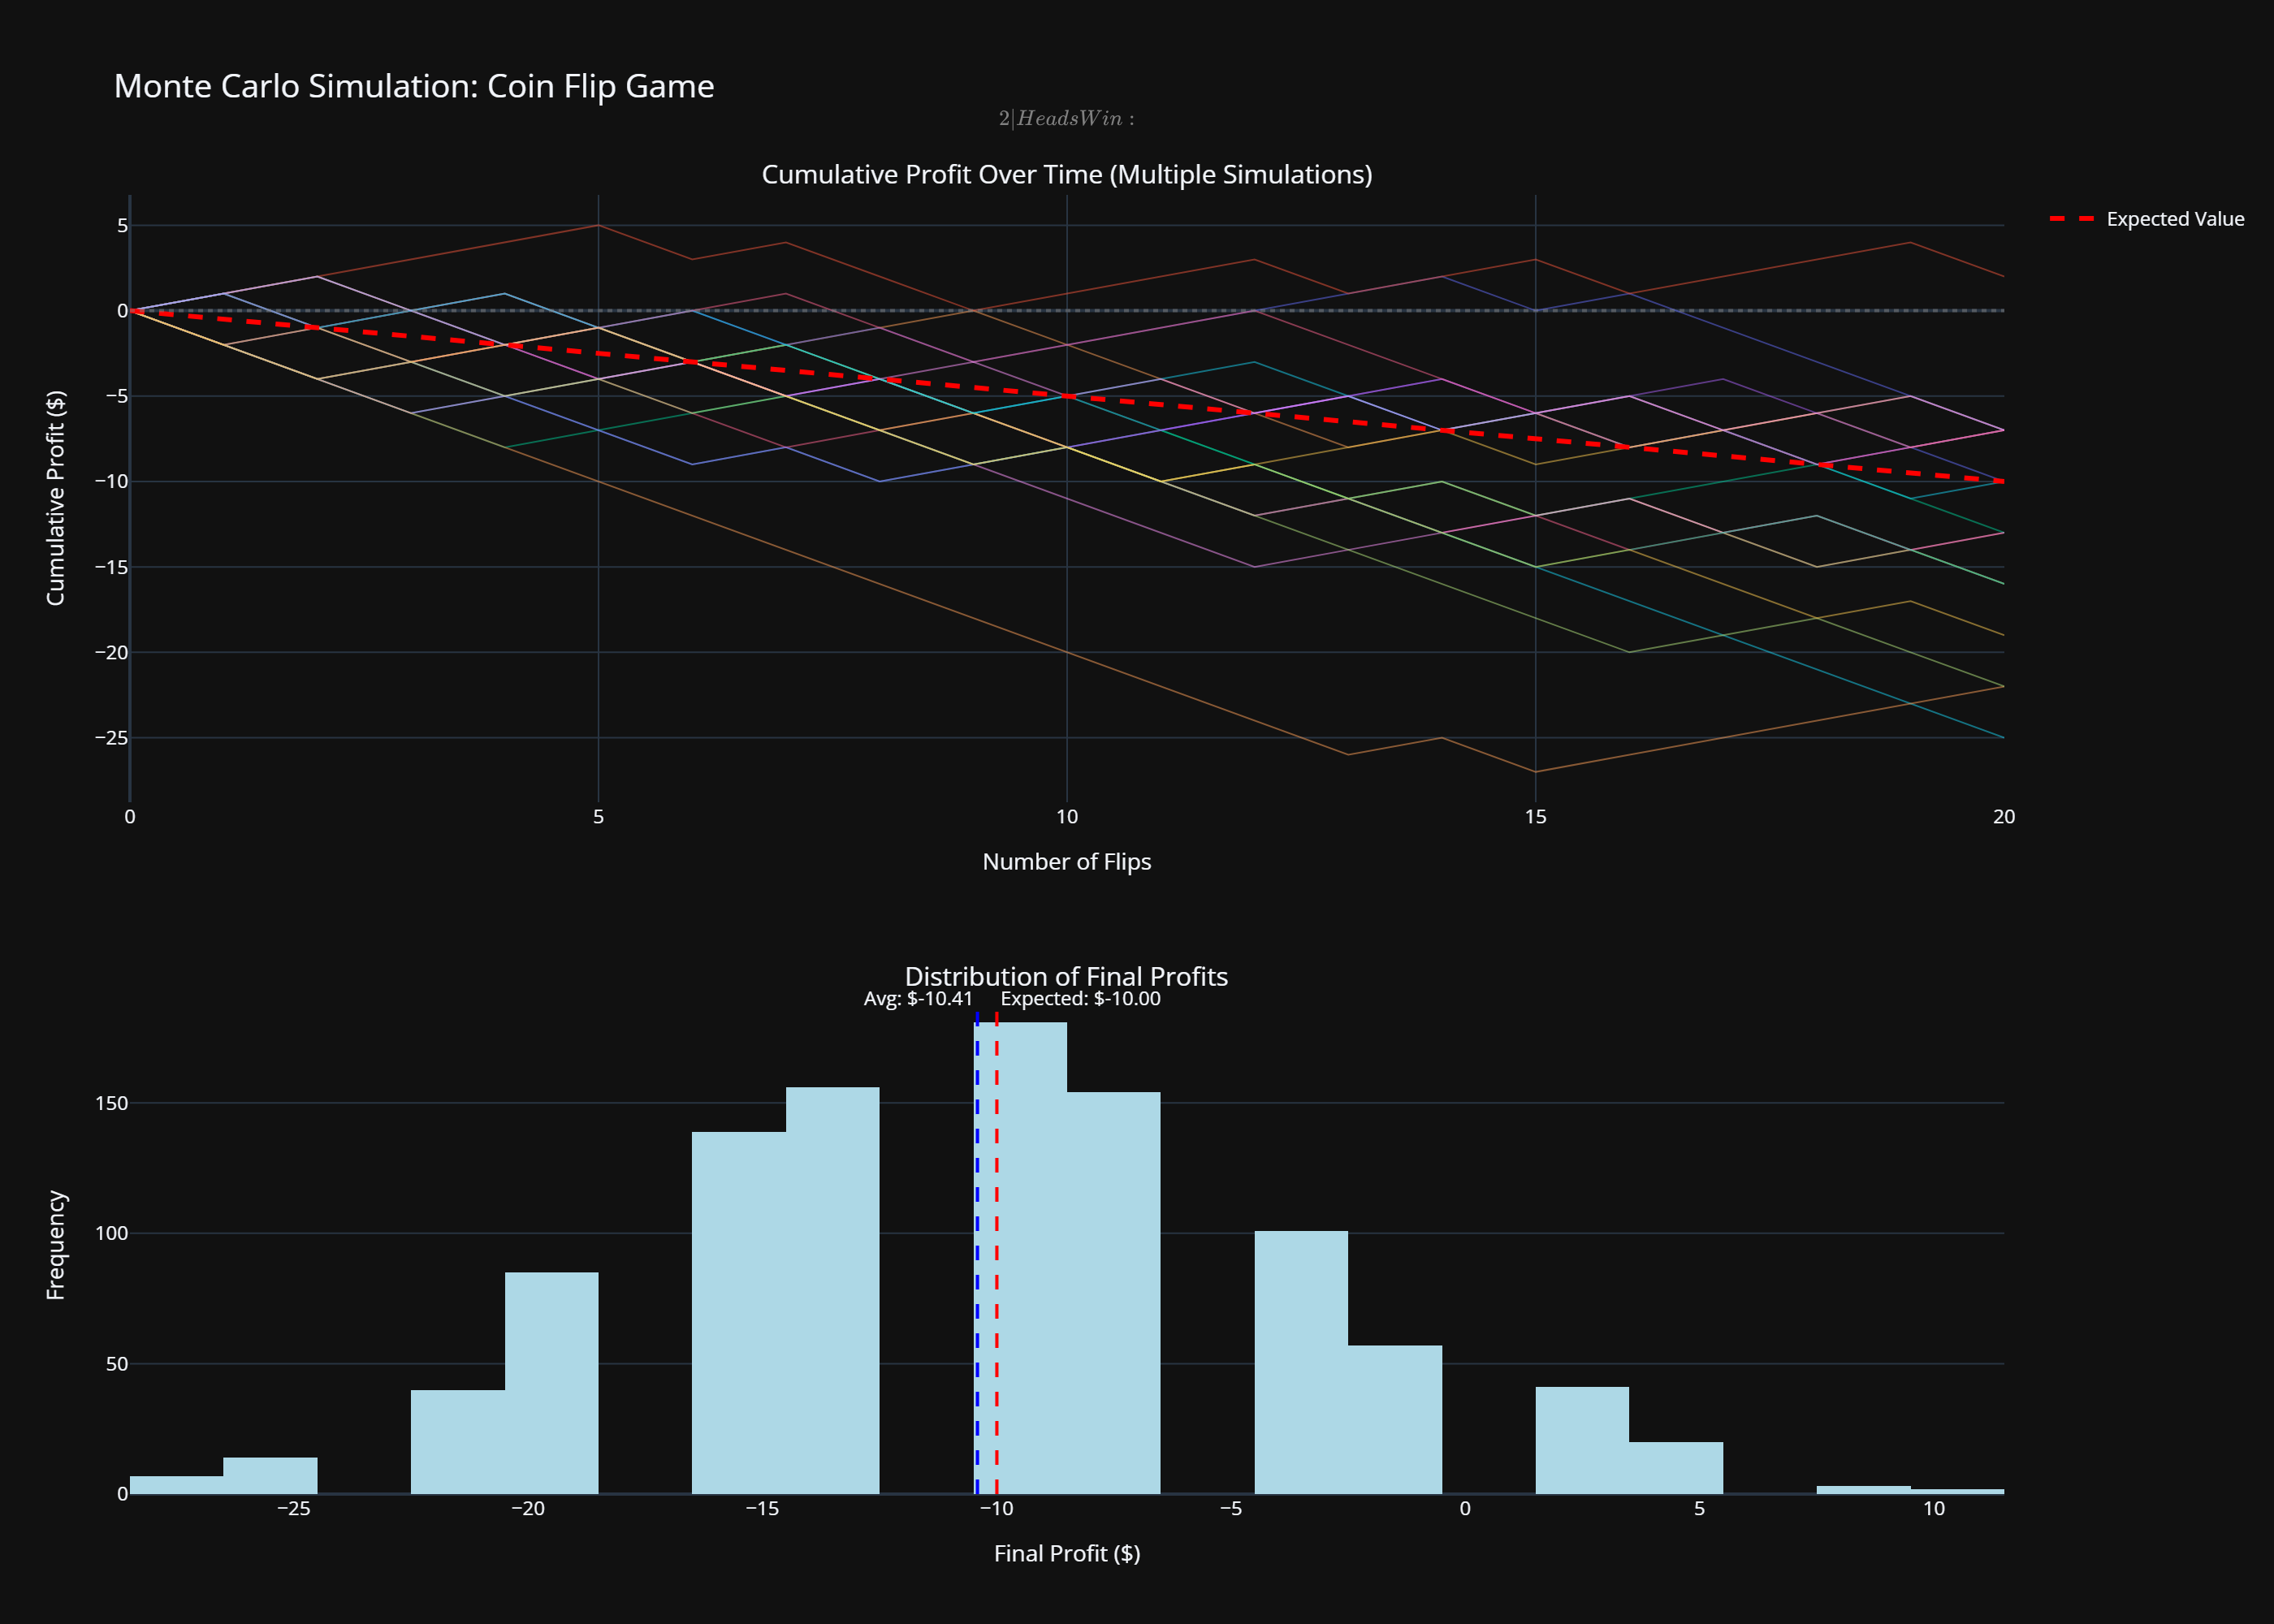 Monte Carlo Simulation: Coin Flip Game
2|HeadsWin :
Cumulative Profit Over Time (Multiple Simulations)
Expected Value
Cumulative Profit ($)
5
0
−5
−10
−15
−20
−25
0 5 10 15 20
Number of Flips
Distribution of Final Profits
Avg: $-10.41 Expected: $-10.00
Frequency
150
100
50
0
−25 −20 −15 −10 −5 0 5 10
Final Profit ($)